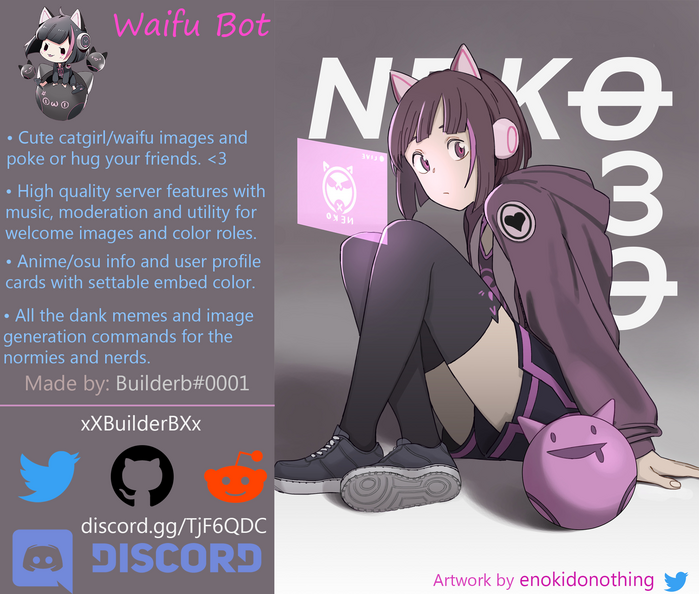 Waifu Bot
• Cute catgirl/waifu images and
poke or hug your friends. <3
• High quality server features with
music, moderation and utility for
welcome images and color roles.
• Anime/osu info and user profile
cards with settable embed color.
• All the dank memes and image
generation commands for the
normies and nerds.
Made by: Builderb#0001
xXBuilderBXx
discord.gg/TjF6QDC
DISCORD
NEKO
3
0
NEKO
Artwork by enokidonothing